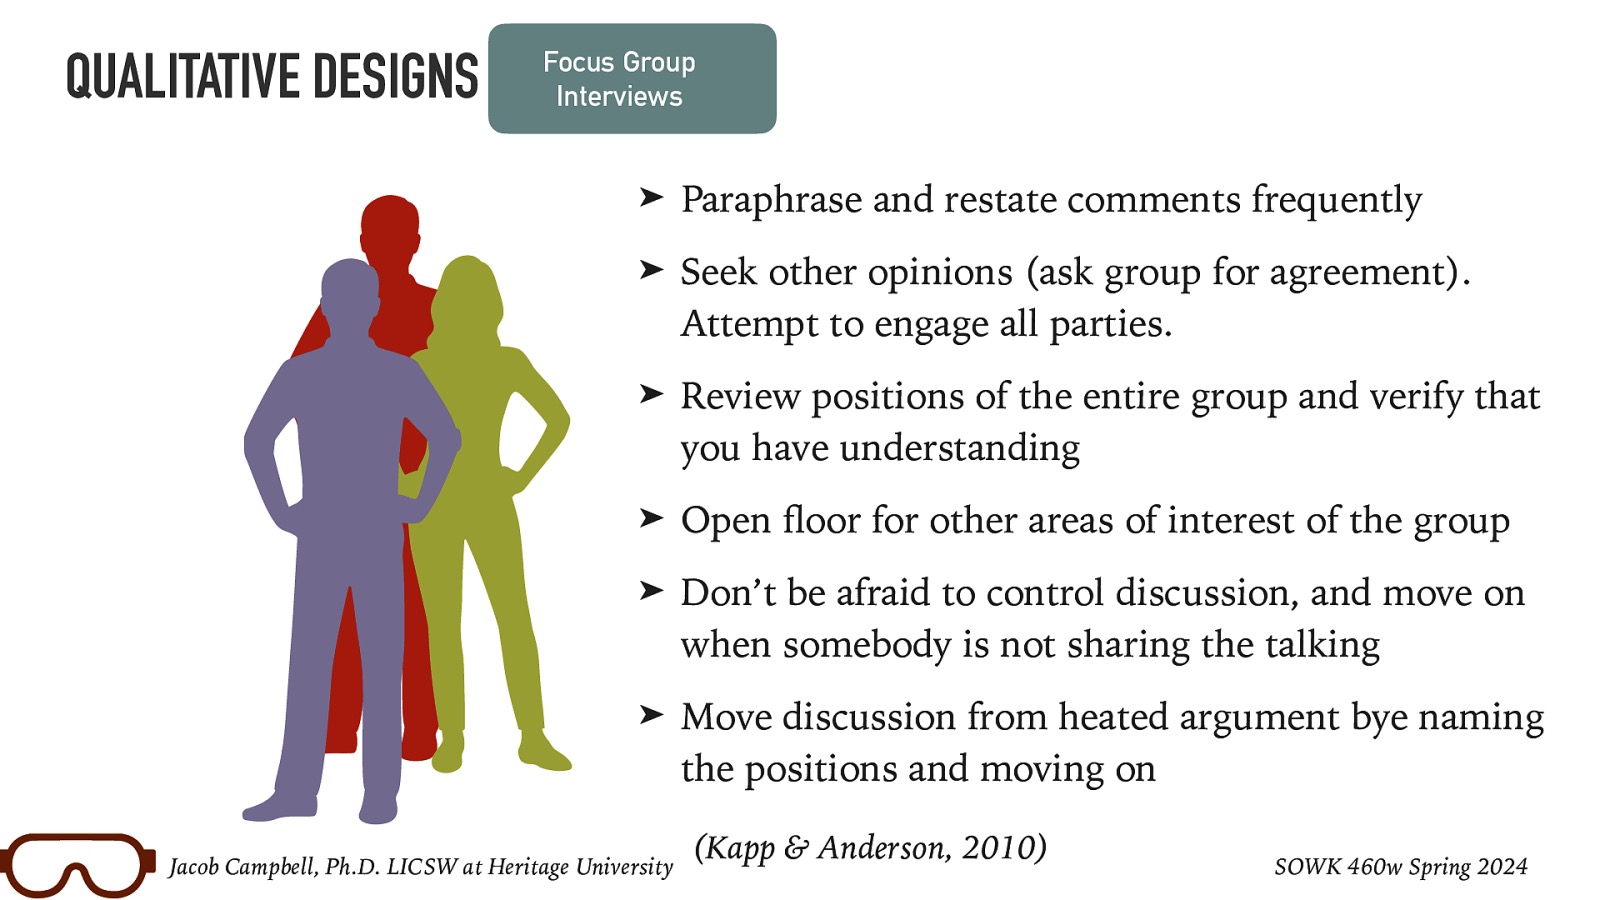 QUALITATIVE DESIGNS
Focus Group
Interviews
➤ Paraphrase and restate comments frequently
➤ Seek other opinions (ask group for agreement).
Attempt to engage all parties.
➤ Review positions of the entire group and verify that
you have understanding
➤ Open floor for other areas of interest of the group
➤ Don’t be afraid to control discussion, and move on
when somebody is not sharing the talking
➤ Move discussion from heated argument bye naming
the positions and moving on
(Kapp & Anderson, 2010)
Jacob Campbell, Ph.D. LICSW at Heritage University
SOWK 460w Spring 2024